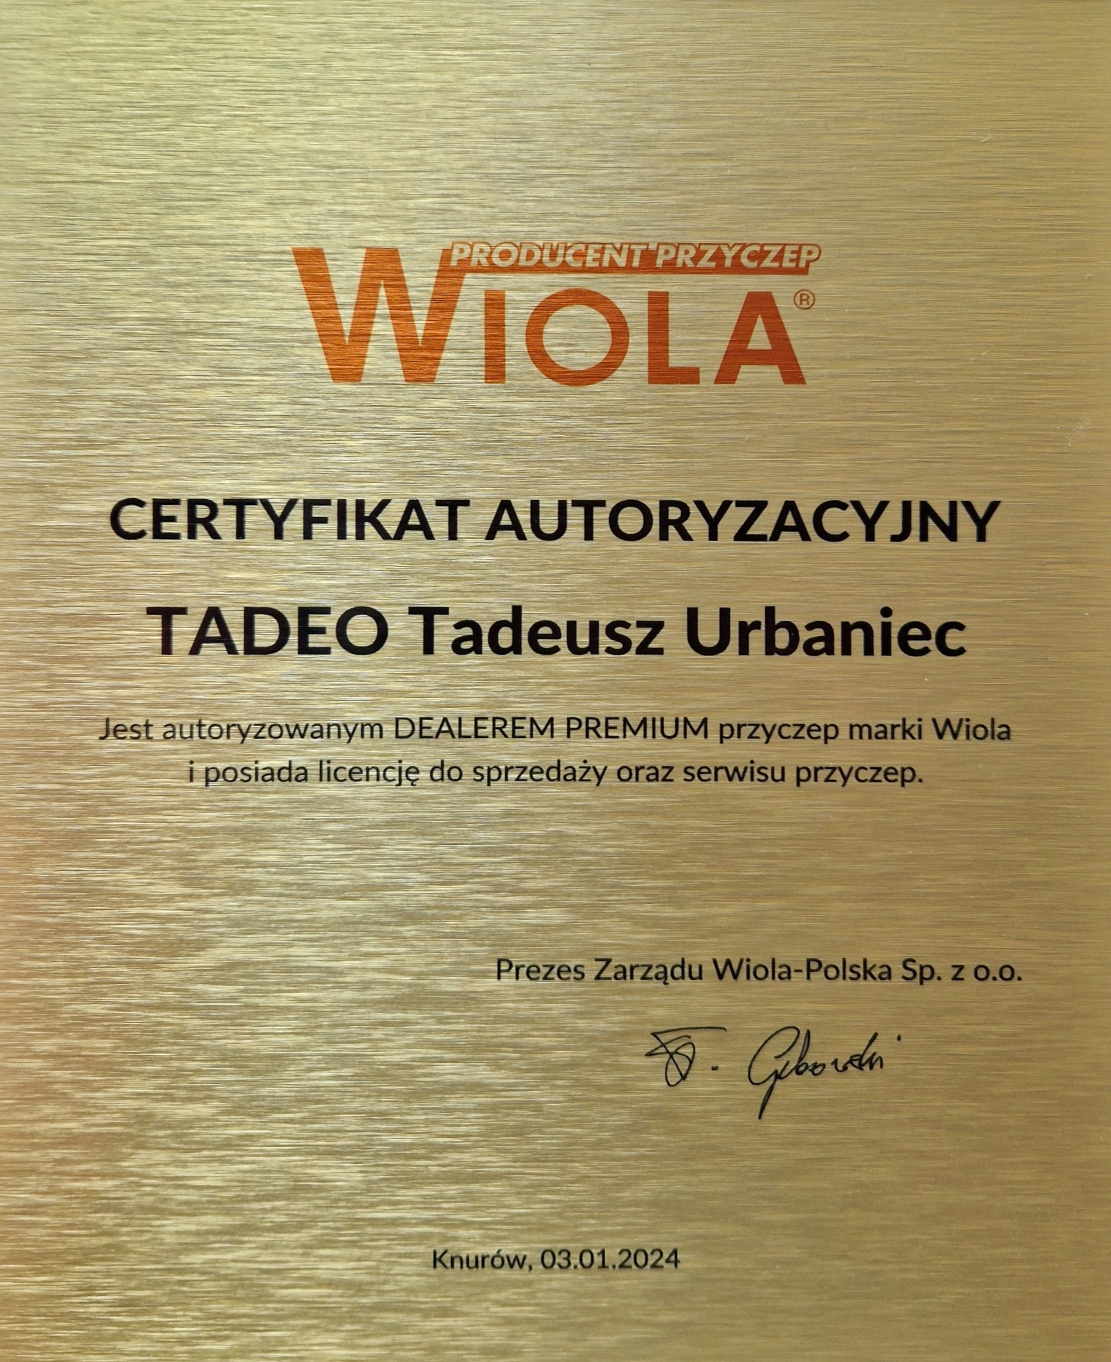 PRODUCENT PRZYCZEP
WIOLA®
CERTYFIKAT AUTORYZACYJNY
TADEO Tadeusz Urbaniec
Jest autoryzowanym DEALEREM PREMIUM przyczep marki Wiola
i posiada licencję do sprzedaży oraz serwisu przyczep.
Prezes Zarządu Wiola-Polska Sp. z o.o.
Knurów, 03.01.2024